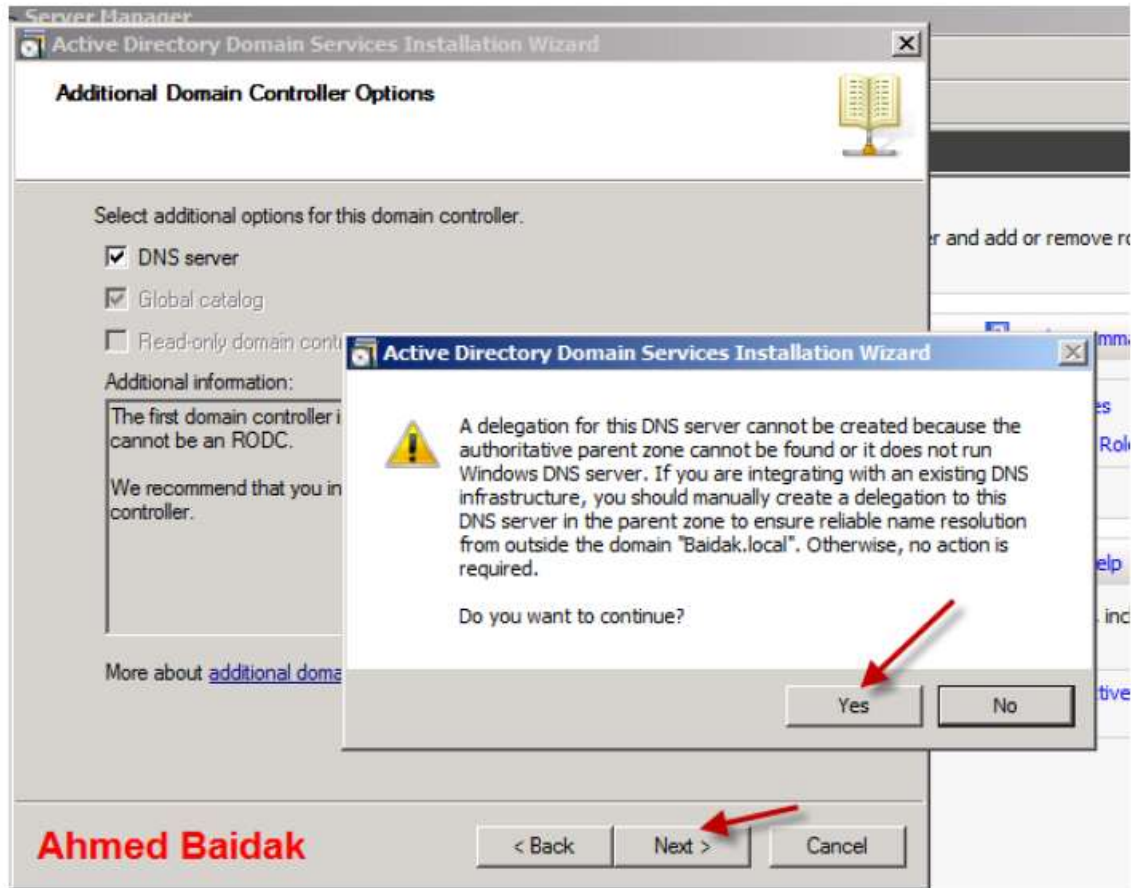 Server Manager
Active Directory Domain Services Installation Wizard
Additional Domain Controller Options
Select additional options for this domain controller.
DNS server
Global catalog
Read-only domain
Additional information:
The first domain controller
cannot be an RODC.
We recommend that you
controller.
More about additional
Active Directory Domain Services Installation Wizard
A delegation for this DNS server cannot be created because the
authoritative parent zone cannot be found or it does not run
Windows DNS server. If you are integrating with an existing DNS
infrastructure, you should manually create a delegation to this
DNS server in the parent zone to ensure reliable name resolution
from outside the domain "Baidak.local". Otherwise, no action is
required.
Do you want to continue?
Yes
No
and add or remove
Ahmed Baidak
< Back
Next >
Cancel